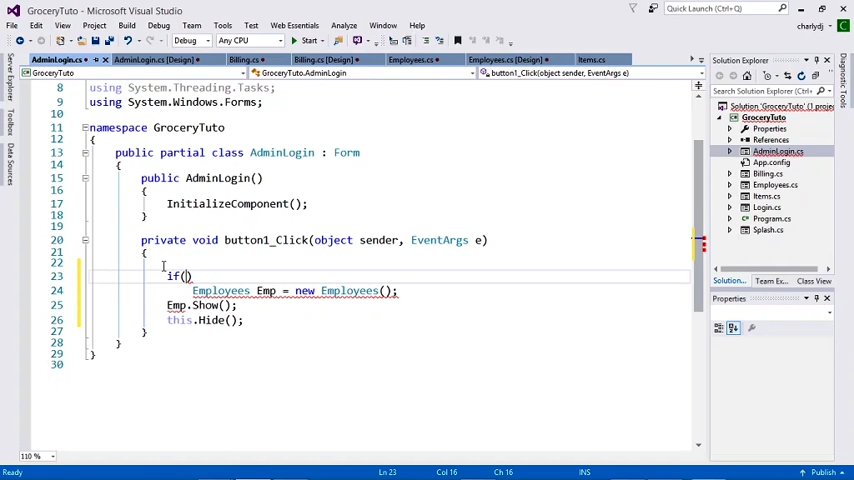 GroceryTuto - Microsoft Visual Studio
Quick Launch (Ctrl+Q)
File Edit View Project Build Debug Team Tools Test Web Essentials Analyze Window Help
charlydj
Debug Any CPU Start
AdminLogin.cs AdminLogin.cs [Design] Billing.cs Billing.cs [Design] Employees.cs Employees.cs [Design] Items.cs
GroceryTuto GroceryTuto.AdminLogin button1_Click(object sender, EventArgs e)
Server Explorer
Toolbox
Data Sources
8 using System.Threading.Tasks;
9 using System.Windows.Forms;
10
11 namespace GroceryTuto
12 {
13 public partial class AdminLogin : Form
14 {
15 public AdminLogin()
16 {
17 InitializeComponent();
18 }
19
20 private void button1_Click(object sender, EventArgs e)
21 {
22
23 if()
24 Employees Emp = new Employees();
25 Emp.Show();
26 this.Hide();
27 }
28 }
29 }
30
110 %
Solution Explorer
Search Solution Explorer (Ctrl
Solution 'GroceryTuto' (1 projec
GroceryTuto
Properties
References
AdminLogin.cs
App.config
Billing.cs
Employees.cs
Items.cs
Login.cs
Program.cs
Splash.cs
Solution... Team Ex... Class View
Properties
Ready Ln 23 Col 16 Ch 16 INS Publish